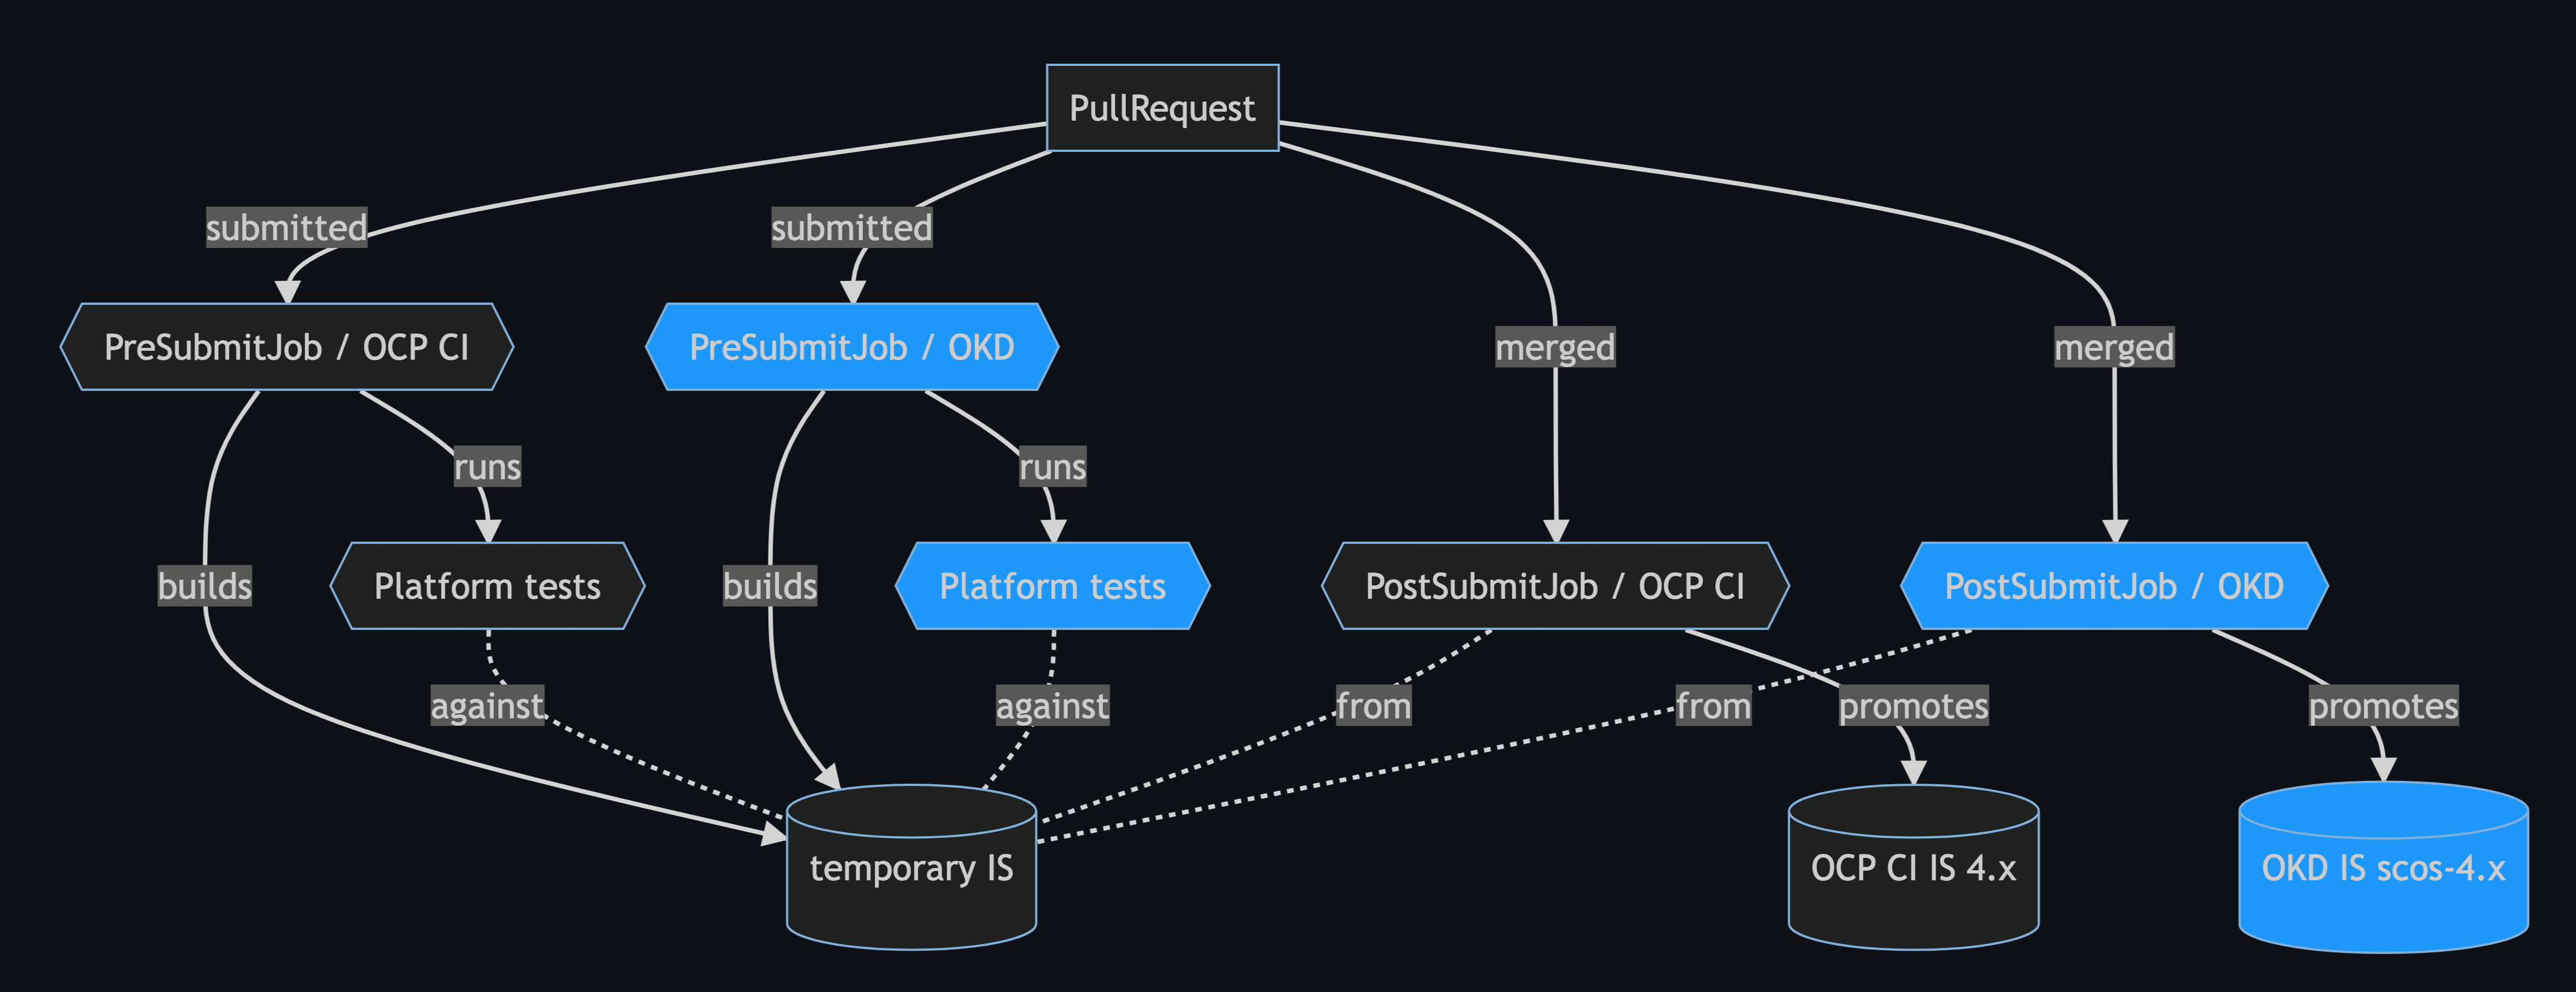 PullRequest
submitted
submitted
PreSubmitJob / OCP CI
PreSubmitJob / OKD
merged
merged
runs
runs
builds
Platform tests
builds
Platform tests
PostSubmitJob / OCP CI
PostSubmitJob / OKD
against
against
from
from
promotes
promotes
temporary IS
OCP CI IS 4.x
OKD IS scos-4.x